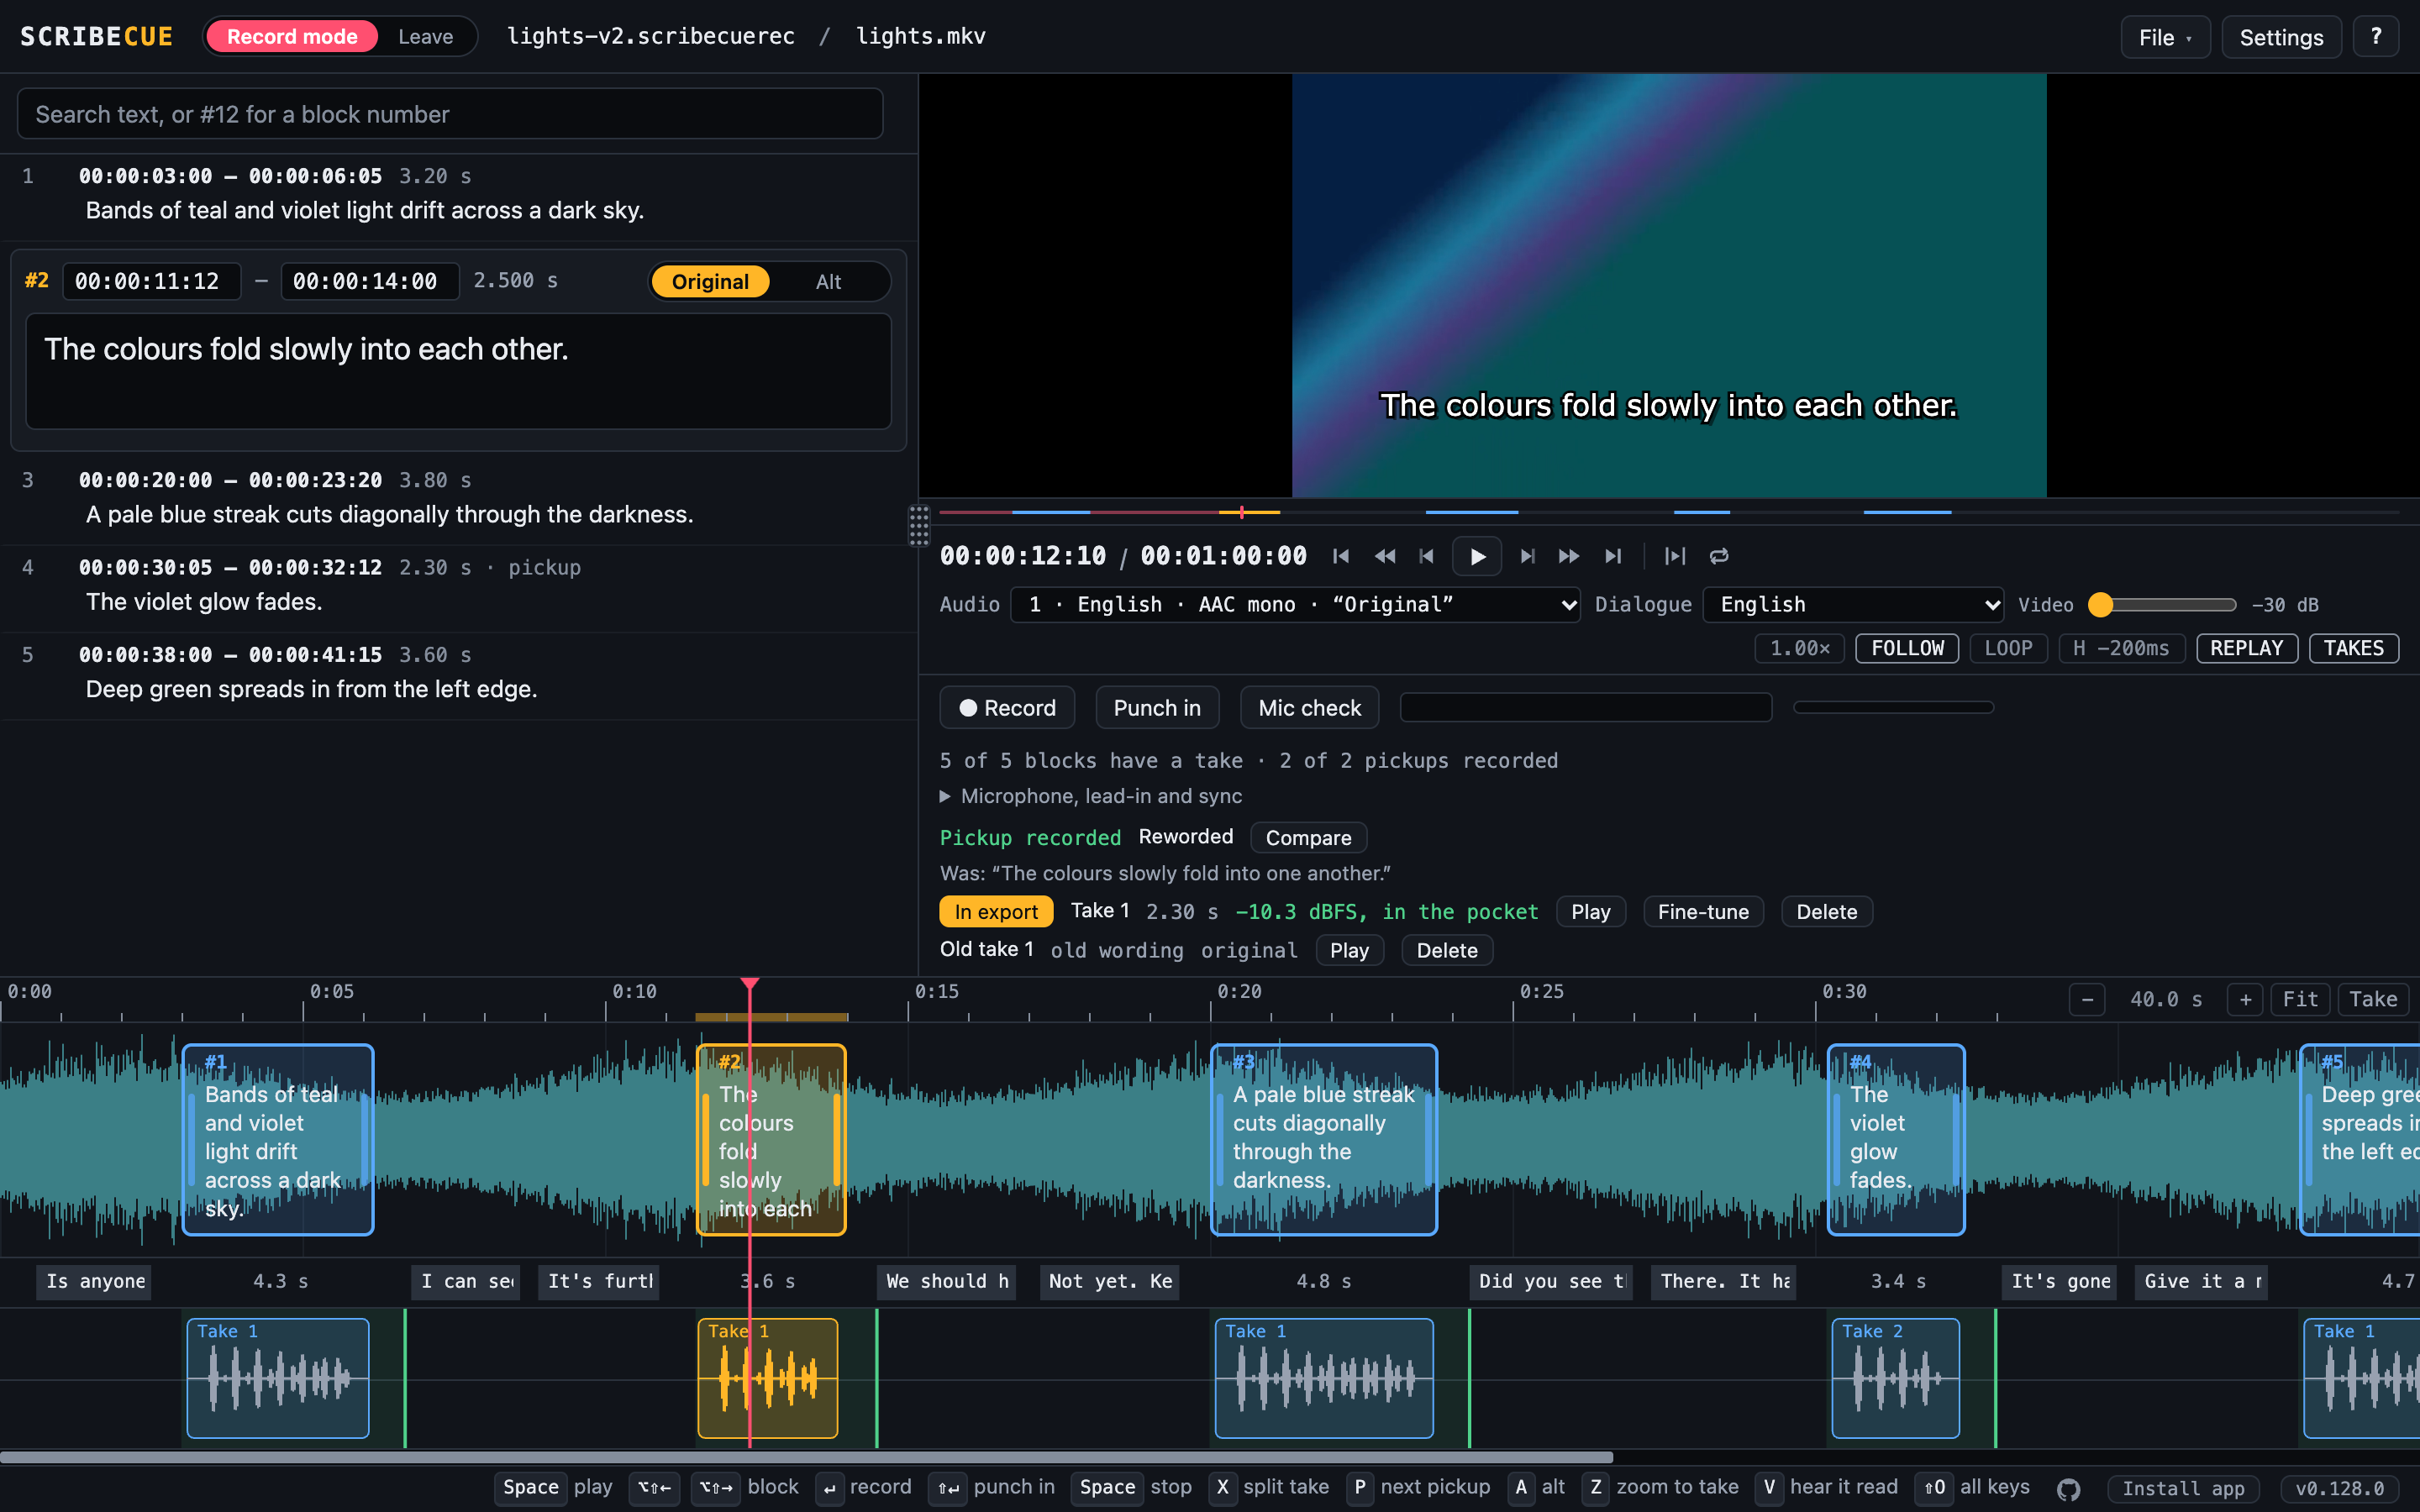 SCRIBECUE Record mode Leave lights-v2.scribecuerec / lights.mkv File Settings ?
Search text, or #12 for a block number
1 00:00:03:00 – 00:00:06:05 3.20 s
Bands of teal and violet light drift across a dark sky.
#2 00:00:11:12 – 00:00:14:00 2.500 s Original Alt
The colours fold slowly into each other.
3 00:00:20:00 – 00:00:23:20 3.80 s
A pale blue streak cuts diagonally through the darkness.
4 00:00:30:05 – 00:00:32:12 2.30 s · pickup
The violet glow fades.
5 00:00:38:00 – 00:00:41:15 3.60 s
Deep green spreads in from the left edge.
The colours fold slowly into each other.
00:00:12:10 / 00:01:00:00
Audio 1 · English · AAC mono · “Original” Dialogue English Video −30 dB
1.00× FOLLOW LOOP H −200ms REPLAY TAKES
Record Punch in Mic check
5 of 5 blocks have a take · 2 of 2 pickups recorded
Microphone, lead-in and sync
Pickup recorded Reworded Compare
Was: “The colours slowly fold into one another.”
In export Take 1 2.30 s −10.3 dBFS, in the pocket Play Fine-tune Delete
Old take 1 old wording original Play Delete
0:00 0:05 0:10 0:15 0:20 0:25 0:30 − 40.0 s + Fit Take
#1
Bands of teal
and violet
light drift
across a dark
sky.
#2
The
colours
fold
slowly
into each
#3
A pale blue streak
cuts diagonally
through the
darkness.
#4
The
violet
glow
fades.
#5
Deep gree
spreads in
the left ed
Is anyone 4.3 s I can see It's furth 3.6 s We should h Not yet. Ke 4.8 s Did you see t There. It ha 3.4 s It's gone Give it a 4.7
Take 1 Take 1 Take 1 Take 2 Take 1
Space play ⌥⇧← ⌥⇧→ block ↵ record ⇧↵ punch in Space stop X split take P next pickup A alt Z zoom to take V hear it read ⇧O all keys Install app v0.128.0